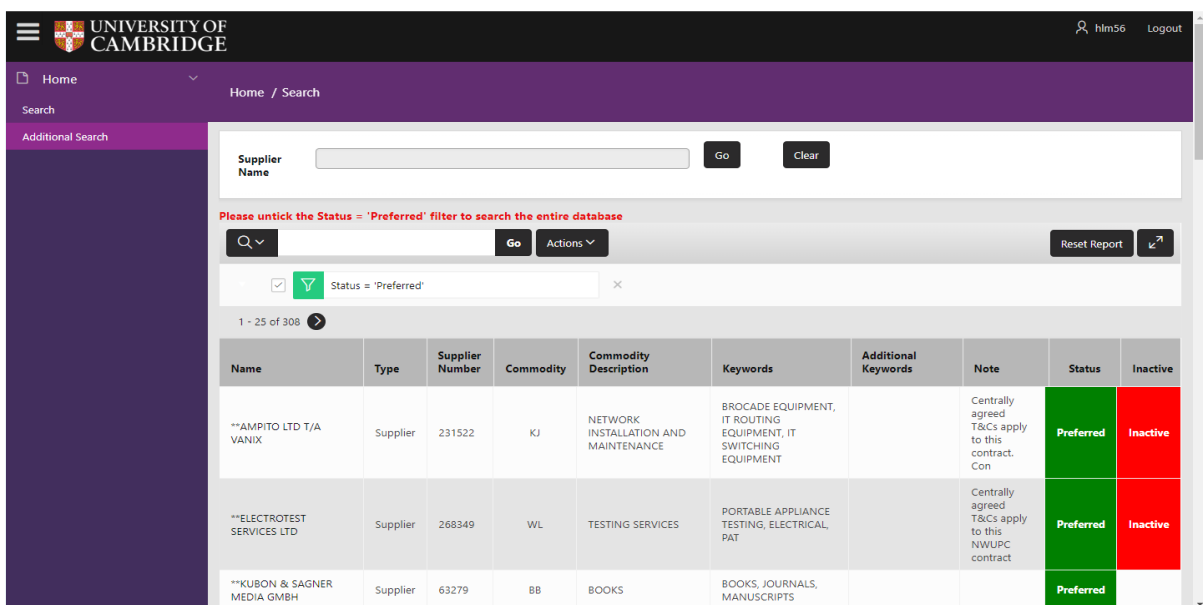 UNIVERSITY OF
CAMBRIDGE
hlm56 Logout
Home
Search
Additional Search
Home / Search
Supplier
Name
Go
Clear
Please untick the Status = 'Preferred' filter to search the entire database
Go
Actions
Reset Report
Status = 'Preferred'
1 - 25 of 308
Name
Type
Supplier
Number
Commodity
Commodity
Description
Keywords
Additional
Keywords
Note
Status
Inactive
**AMPITO LTD T/A
VANIX
Supplier
231522
KJ
NETWORK
INSTALLATION AND
MAINTENANCE
BROCADE EQUIPMENT,
IT ROUTING
EQUIPMENT, IT
SWITCHING
EQUIPMENT
Centrally
agreed
T&Cs apply
to this
contract.
Con
Preferred
Inactive
**ELECTROTEST
SERVICES LTD
Supplier
268349
WL
TESTING SERVICES
PORTABLE APPLIANCE
TESTING, ELECTRICAL,
PAT
Centrally
agreed
T&Cs apply
to this
NWUPC
contract
Preferred
Inactive
**KUBON & SAGNER
MEDIA GMBH
Supplier
63279
BB
BOOKS
BOOKS, JOURNALS,
MANUSCRIPTS
Preferred